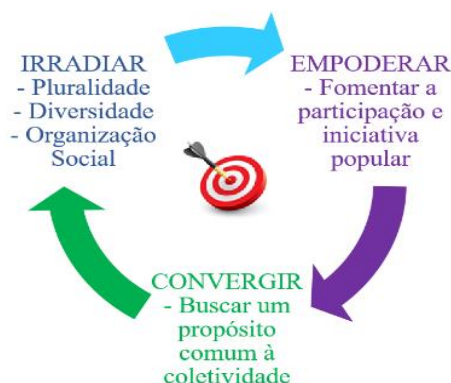 IRRADIAR
- Pluralidade
- Diversidade
- Organização
Social
EMPODERAR
- Fomentar a
participação e
iniciativa
popular
CONVERGIR
- Buscar um
propósito
comum à
coletividade